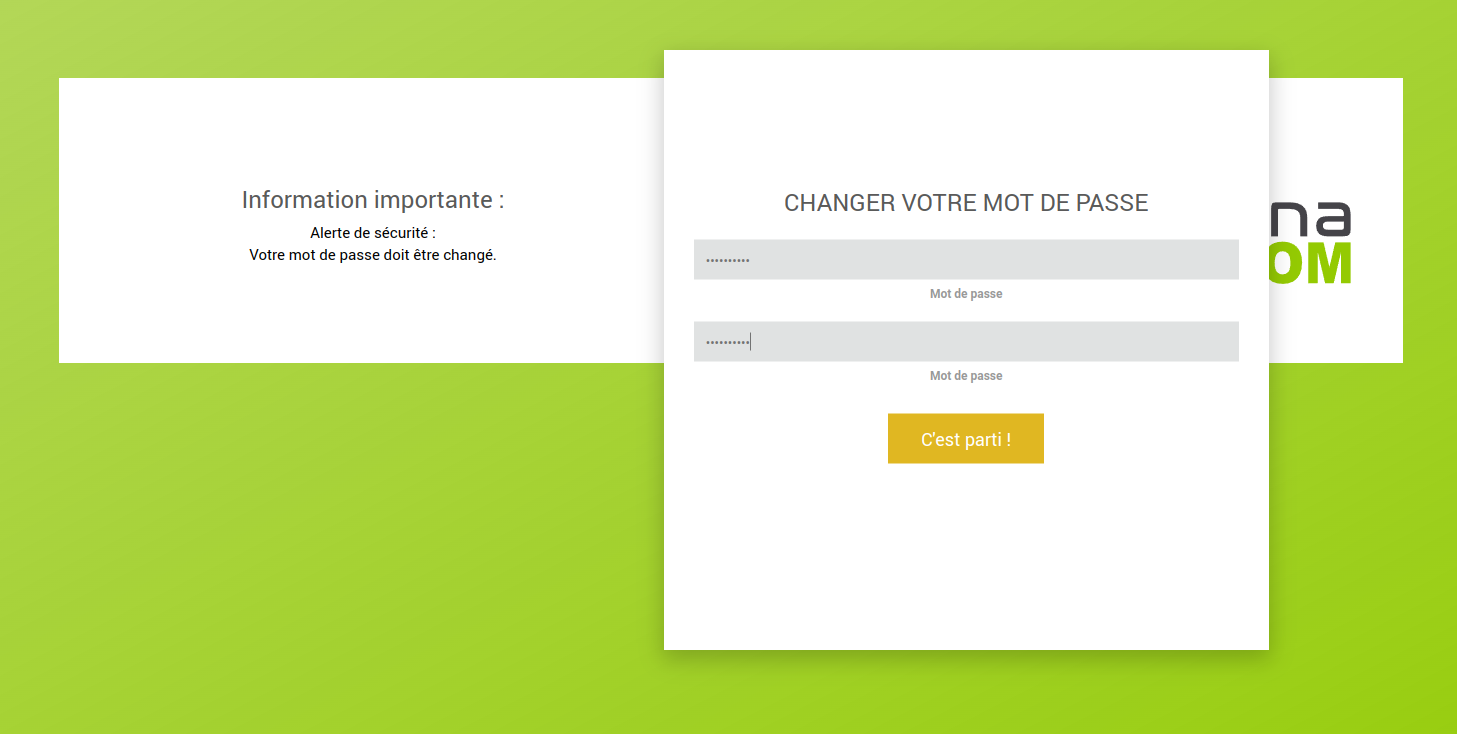 Information importante :
Alerte de sécurité :
Votre mot de passe doit être changé.
CHANGER VOTRE MOT DE PASSE
••••••••••
Mot de passe
••••••••••
Mot de passe
C'est parti !
na
OM